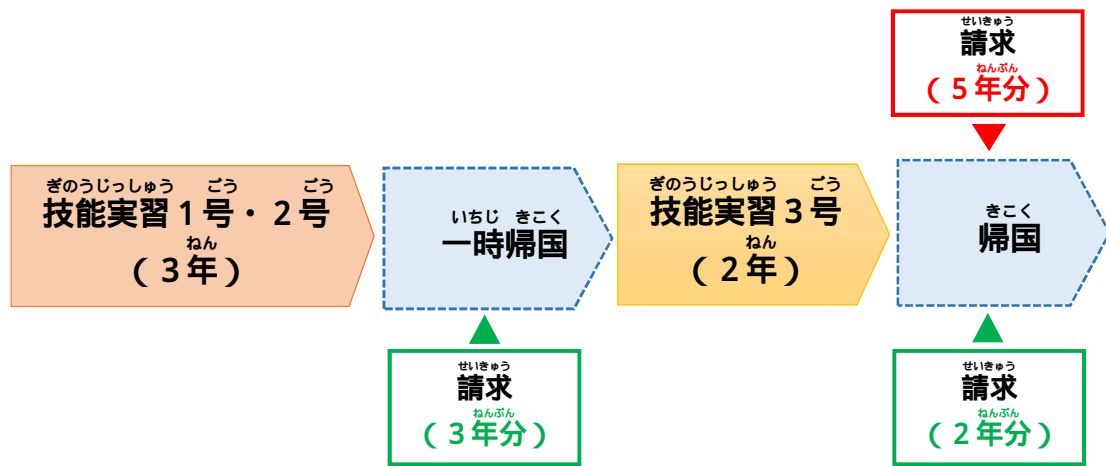 せいきゅう
請求
ねんぶん
（５年分）
ぎのうじっしゅう ごう ごう
技能実習１号・２号
ねん
（３年）
いちじ きこく
一時帰国
ぎのうじっしゅう ごう
技能実習３号
ねん
（２年）
きこく
帰国
せいきゅう
請求
ねんぶん
（３年分）
せいきゅう
請求
ねんぶん
（２年分）